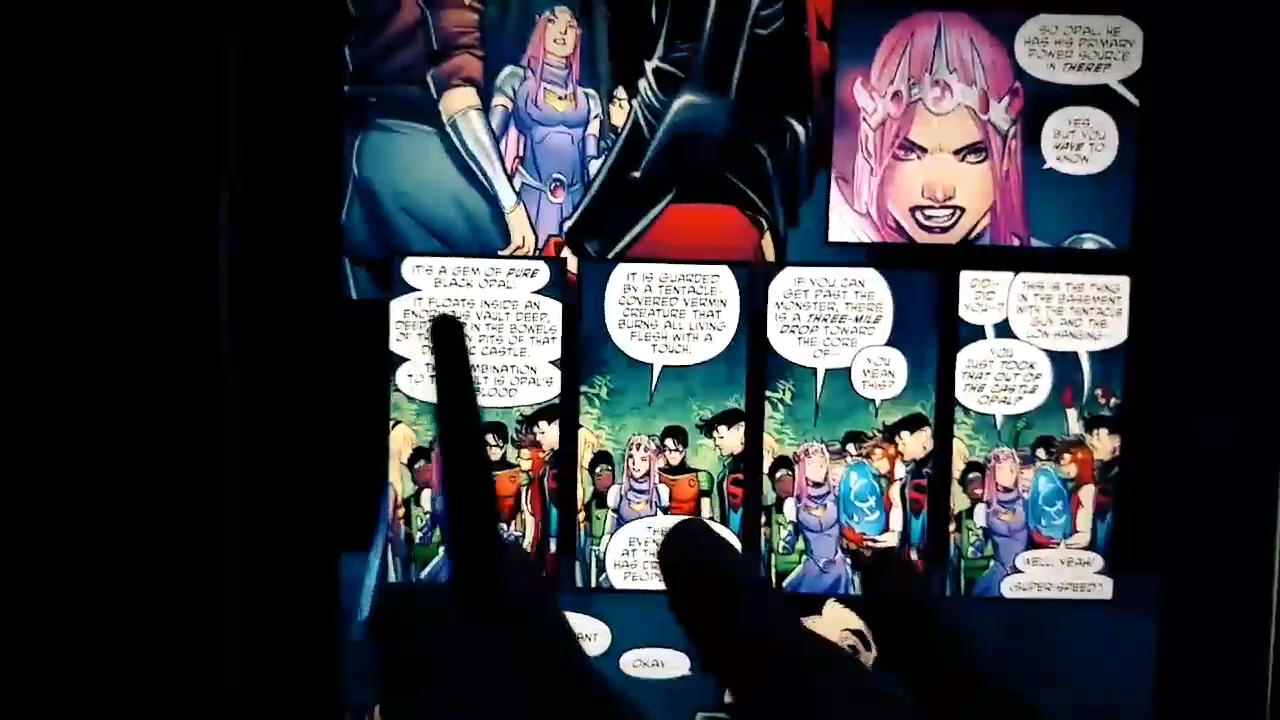 SO, OPAL, HE
HAS HIS PRIMARY
POWER SOURCE
IN THERE?
YES,
BUT YOU
HAVE TO
KNOW
IT'S A GEM OF PURE
BLACK OPAL.
IT FLOATS INSIDE AN
VAULT DEEP,
IN THE BOWELS
PITS OF THAT
CASTLE.
TO IS OPAL'S
BLOOD
IT IS GUARDED
BY A TENTACLE-
COVERED VERMIN
CREATURE THAT
BURNS ALL LIVING
FLESH WITH A
TOUCH.
AT
HAS
IF YOU CAN
GET PAST THE
MONSTER, THERE
IS A THREE-MILE
DROP TOWARD
THE CORE
OF--
YOU
MEAN
THIS?
DID--
DID
YOU--?
THIS IS THE THING
IN THE BASEMENT
WITH THE TENTACLE
GUY AND THE
LION HANGING
YOU
JUST TOOK
THAT OUT OF
THE CASTLE
OPAL?
WELL, YEAH!
SUPER SPEED?
OKAY...